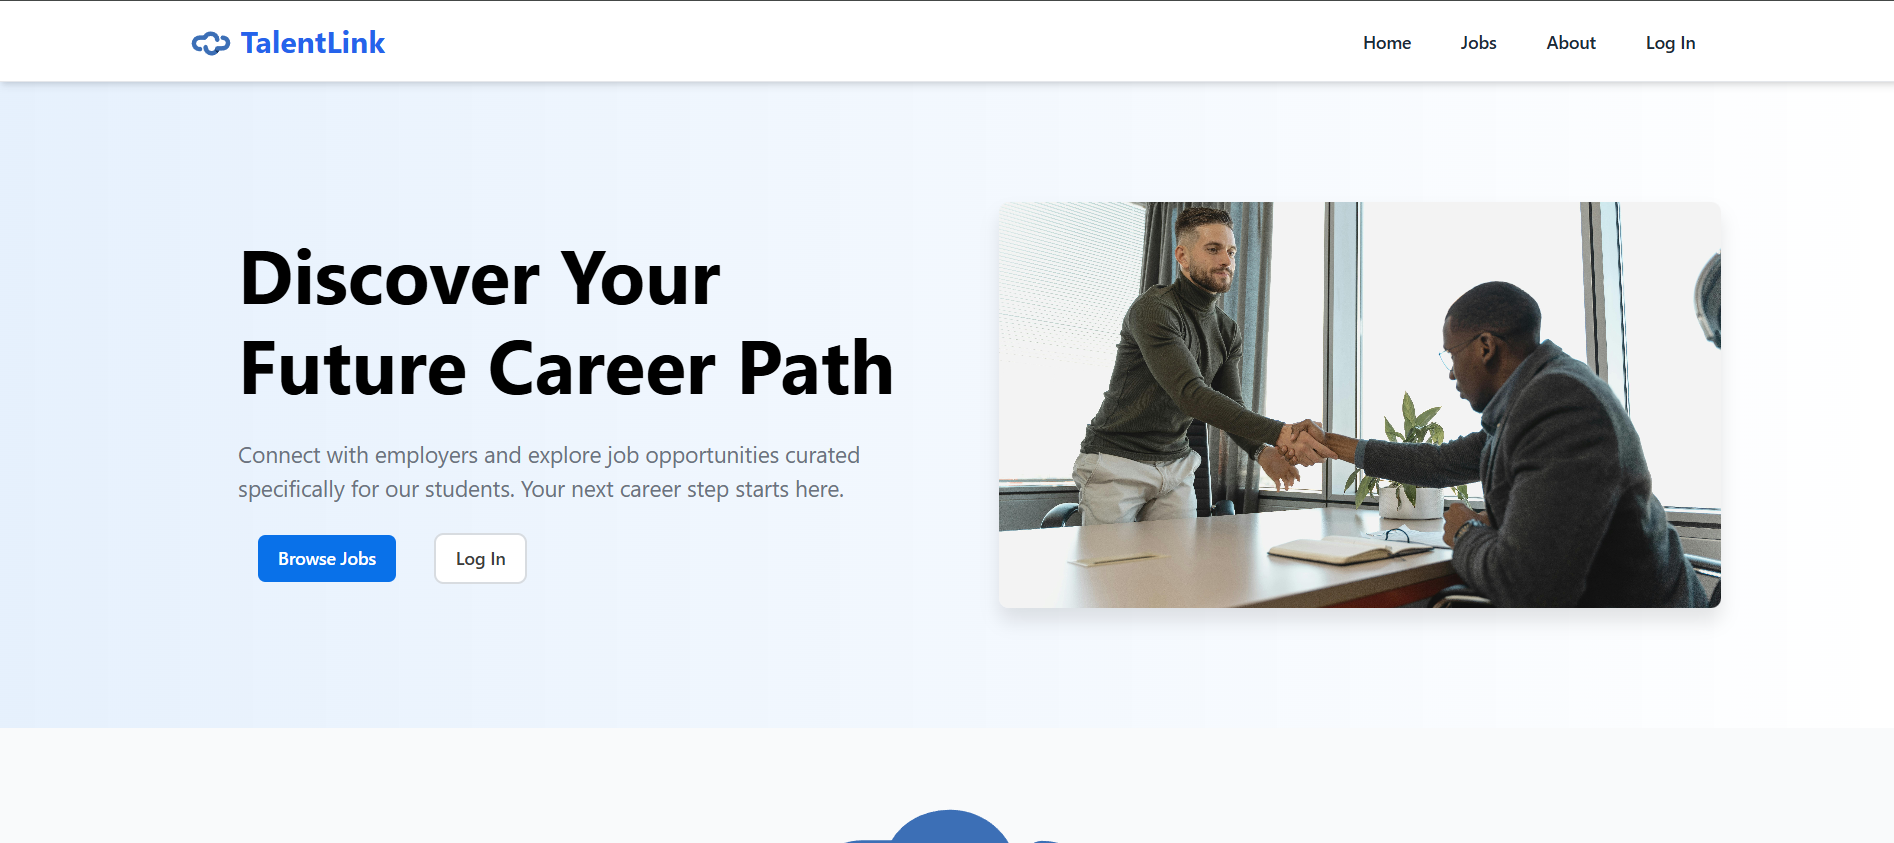 TalentLink
Home Jobs About Log In
Discover Your
Future Career Path
Connect with employers and explore job opportunities curated
specifically for our students. Your next career step starts here.
Browse Jobs Log In